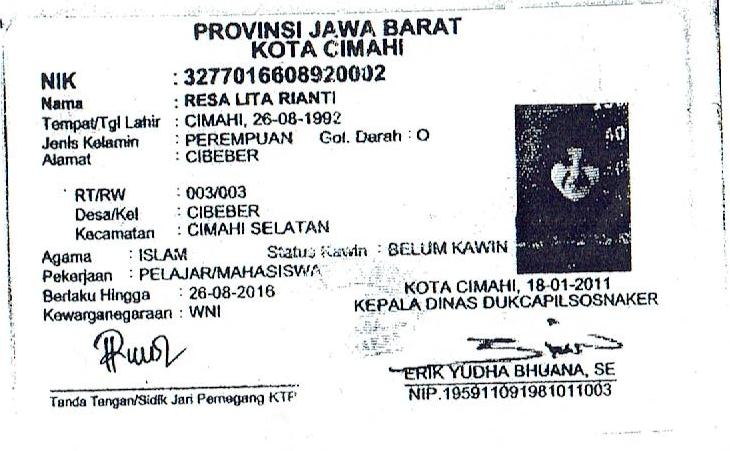 PROVINSI JAWA BARAT
KOTA CIMAHI
NIK : 3277016608920002
Nama : RESA LITA RIANTI
Tempat/Tgl Lahir : CIMAHI, 26-08-1992
Jenis Kelamin : PEREMPUAN Gol. Darah : O
Alamat : CIBEBER
RT/RW : 003/003
Desa/Kel : CIBEBER
Kecamatan : CIMAHI SELATAN
Agama : ISLAM Status Kawin : BELUM KAWIN
Pekerjaan : PELAJAR/MAHASISWA
Berlaku Hingga : 26-08-2016
Kewarganegaraan : WNI
KOTA CIMAHI, 18-01-2011
KEPALA DINAS DUKCAPILSOSNAKER
ERIK YUDHA BHUANA, SE
NIP.195911091981011003
Tanda Tangan/Sidik Jari Pemegang KTP